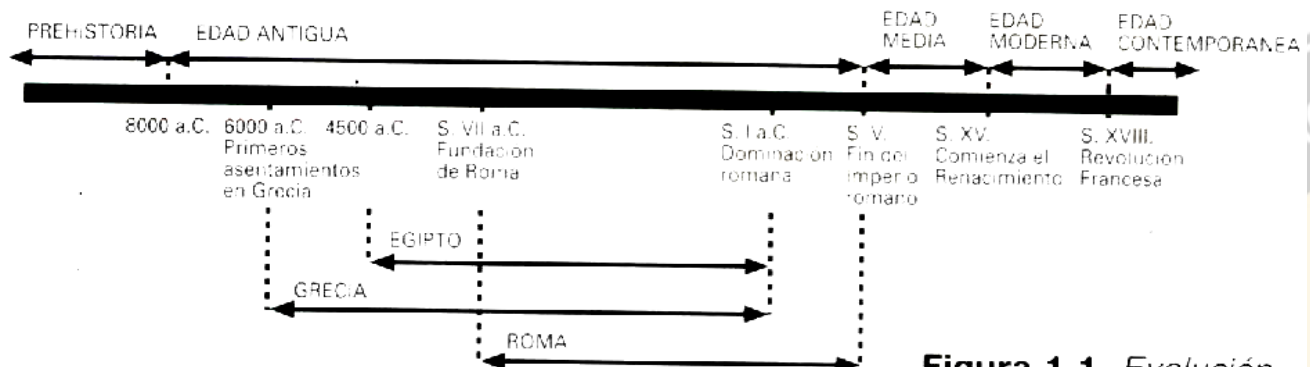 PREHISTORIA
EDAD ANTIGUA
EDAD
MEDIA
EDAD
MODERNA
EDAD
CONTEMPORANEA
8000 a.C.
6000 a.C.
Primeros
asentamientos
en Grecia
4500 a.C.
S. VII a.C.
Fundación
de Roma
S. I a.C.
Dominación
romana
S. V.
Fin del
imperio
romano
S. XV.
Comienza el
Renacimiento
S. XVIII.
Revolución
Francesa
EGIPTO
GRECIA
ROMA
Figura 1.1. Evolución